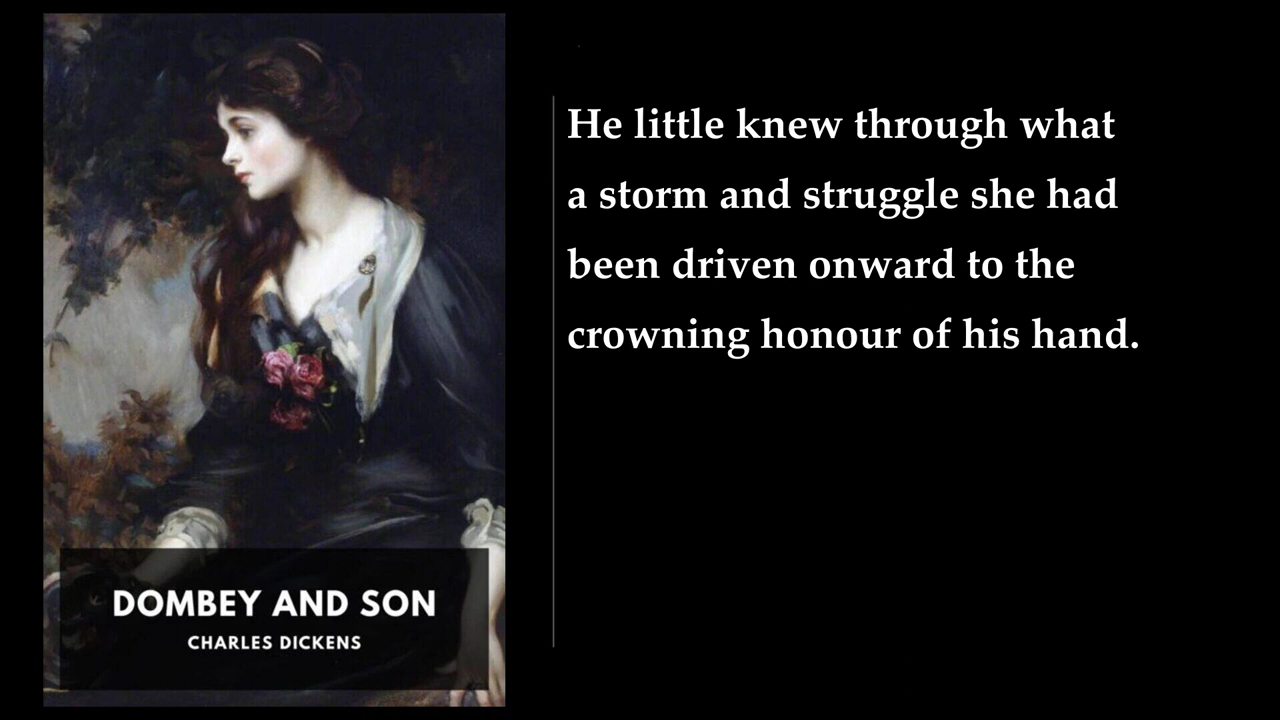 DOMBEY AND SON
CHARLES DICKENS
He little knew through what
a storm and struggle she had
been driven onward to the
crowning honour of his hand.